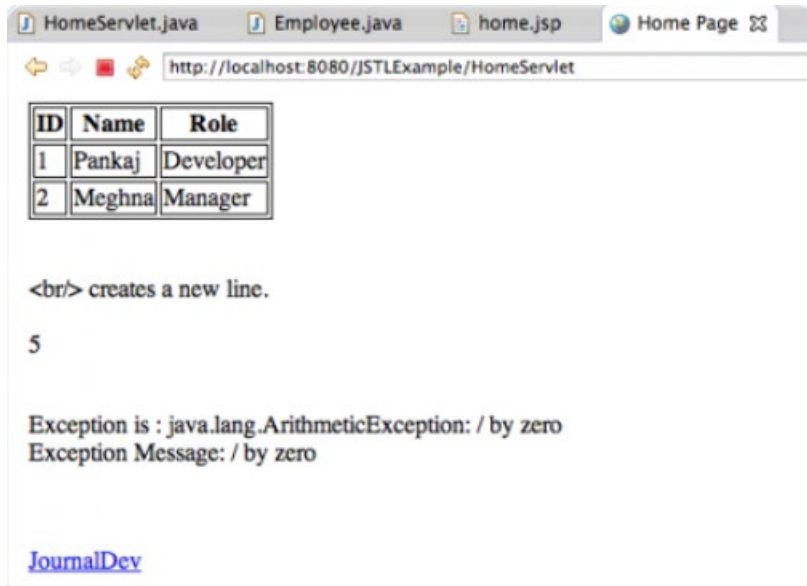 HomeServlet.java Employee.java home.jsp Home Page
http://localhost:8080/JSTLExample/HomeServlet
ID Name Role
1 Pankaj Developer
2 Meghna Manager
<br/> creates a new line.
5
Exception is : java.lang.ArithmeticException: / by zero
Exception Message: / by zero
JournalDev